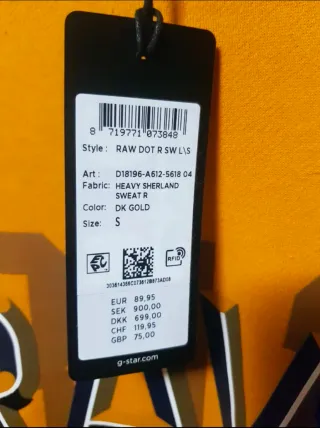 8 719771 073848
Style : RAW DOT R SW L\S
Art : D18196-A612-5618 04
Fabric: HEAVY SHERLAND
SWEAT R
Color: DK GOLD
Size: S
RFID
EUR 89,95
SEK 900,00
DKK 699,00
CHF 119,95
GBP 75,00
g-star.com
RAW